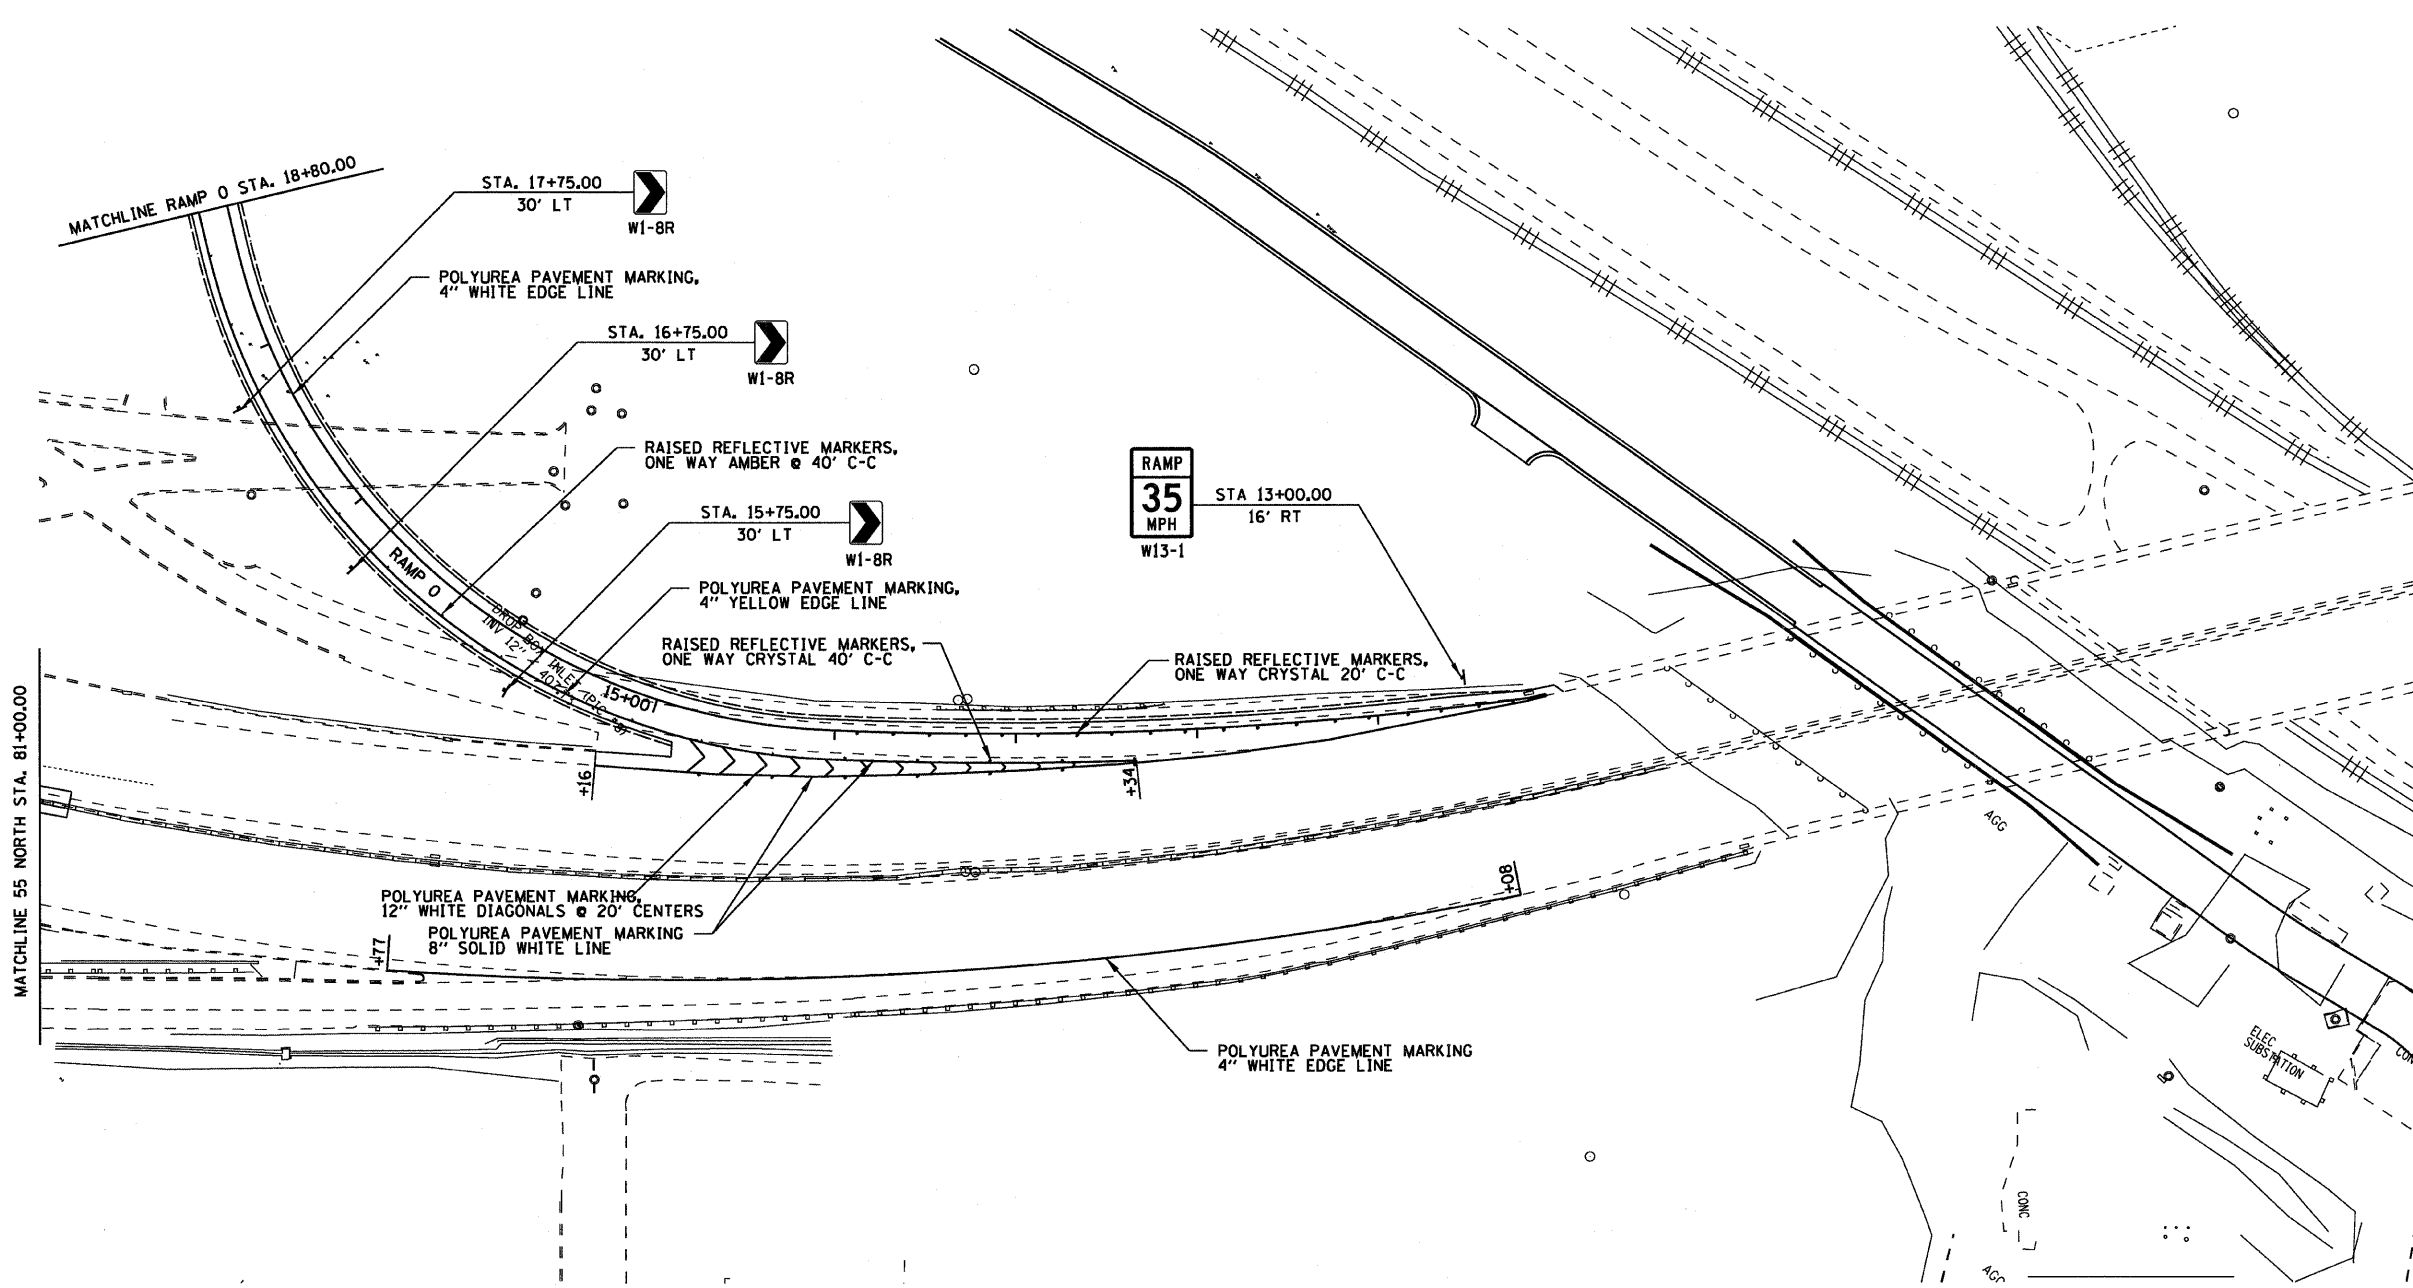 MATCHLINE RAMP O STA. 18+80.00
STA. 17+75.00
30' LT
W1-8R
POLYUREA PAVEMENT MARKING,
4" WHITE EDGE LINE
STA. 16+75.00
30' LT
W1-8R
RAISED REFLECTIVE MARKERS,
ONE WAY AMBER @ 40' C-C
RAMP
35
MPH
W13-1
STA 13+00.00
16' RT
STA. 15+75.00
30' LT
W1-8R
RAMP O
POLYUREA PAVEMENT MARKING,
4" YELLOW EDGE LINE
DROP BOX INLET
INV 12"
15+00
RAISED REFLECTIVE MARKERS,
ONE WAY CRYSTAL 40' C-C
RAISED REFLECTIVE MARKERS,
ONE WAY CRYSTAL 20' C-C
MATCHLINE 55 NORTH STA. 81+00.00
+16
+34
AGG
POLYUREA PAVEMENT MARKING,
12" WHITE DIAGONALS @ 20' CENTERS
POLYUREA PAVEMENT MARKING
8" SOLID WHITE LINE
+77
+08
POLYUREA PAVEMENT MARKING
4" WHITE EDGE LINE
ELEC
SUBSTATION
CONC
AGG